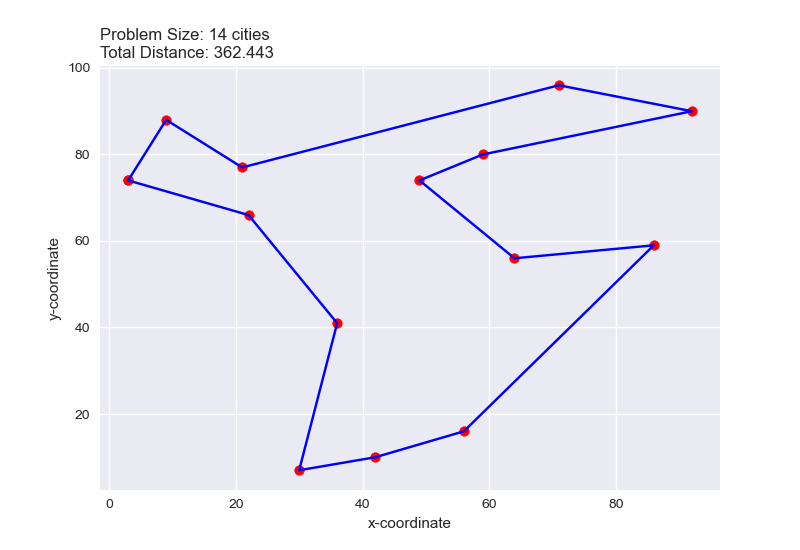 Problem Size: 14 cities
Total Distance: 362.443
100
80
60
40
20
y-coordinate
0 20 40 60 80
x-coordinate